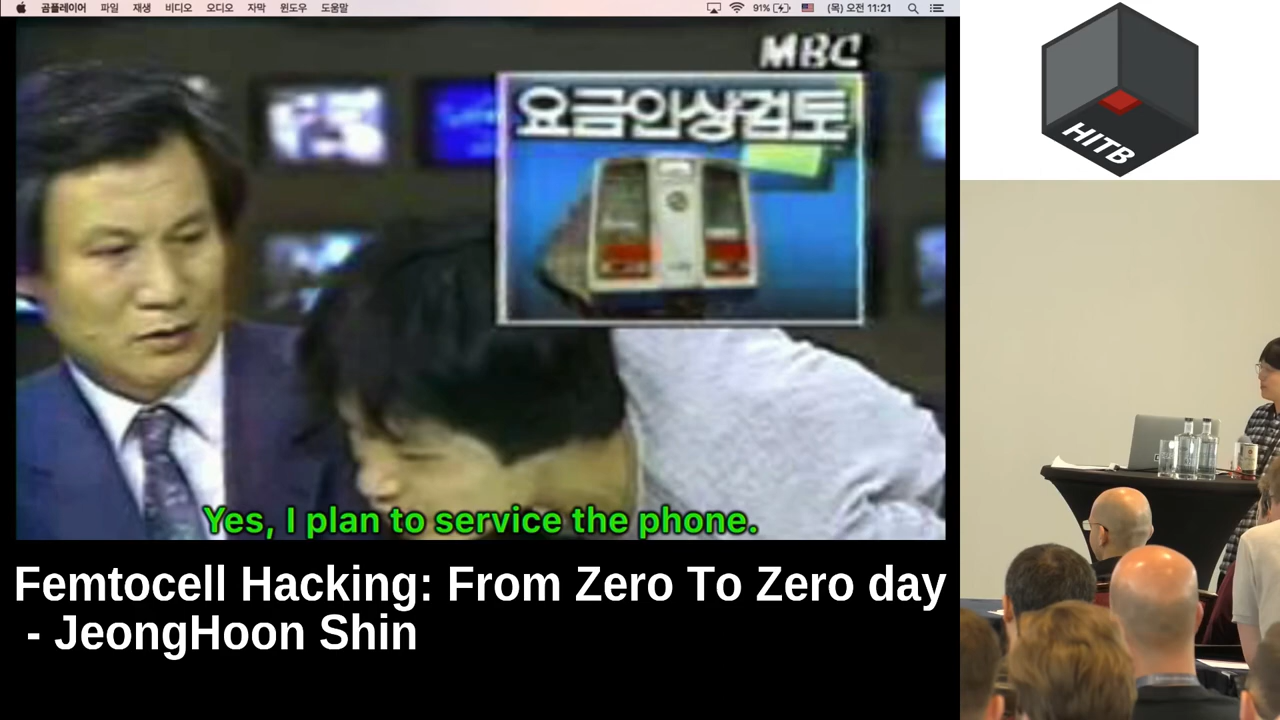 곰플레이어 파일 재생 비디오 오디오 자막 윈도우 도움말 91% (목) 오전 11:21
MBC
요금인상검토
Yes, I plan to service the phone.
Femtocell Hacking: From Zero To Zero day
- JeongHoon Shin
HITB